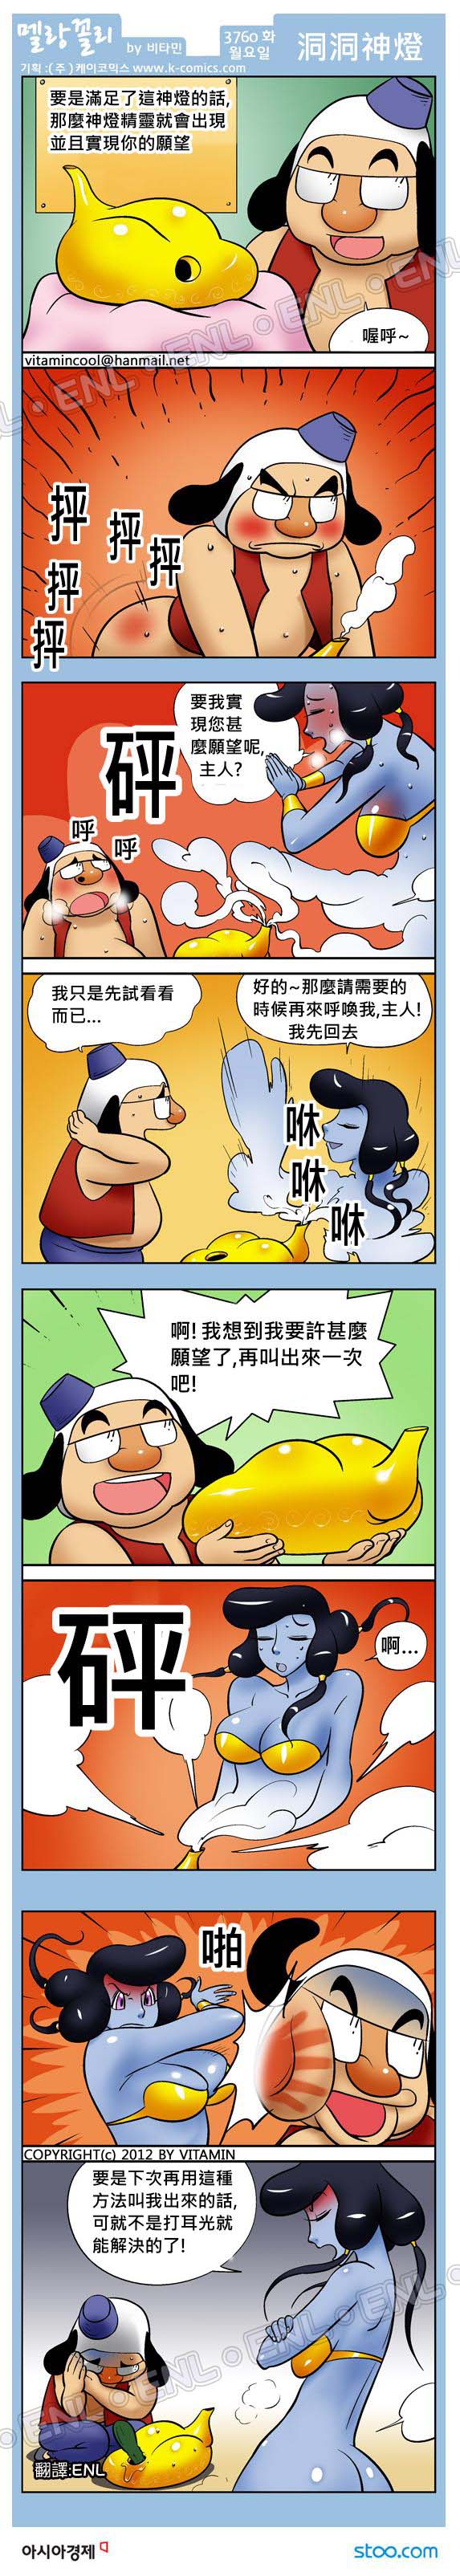 멜랑꼴리 by 비타민
3760 화
월요일
洞洞神燈
기획 : (주)케이코믹스 www.k-comics.com
要是滿足了這神燈的話,
那麼神燈精靈就會出現
並且實現你的願望
喔呼~
vitamincool@hanmail.net
抨
抨
抨
抨
抨
砰
要我實
現您甚
麼願望呢,
主人?
呼
呼
我只是先試看看
而已...
好的~那麼請需要的
時候再來呼喚我,主人!
我先回去
咻
咻
咻
啊! 我想到我要許甚麼
願望了,再叫出來一次
吧!
砰
啊...
啪
COPYRIGHT(c) 2012 BY VITAMIN
要是下次再用這種
方法叫我出來的話,
可就不是打耳光就
能解決的了!
翻譯:ENL
ENL
아시아경제
stoo.com